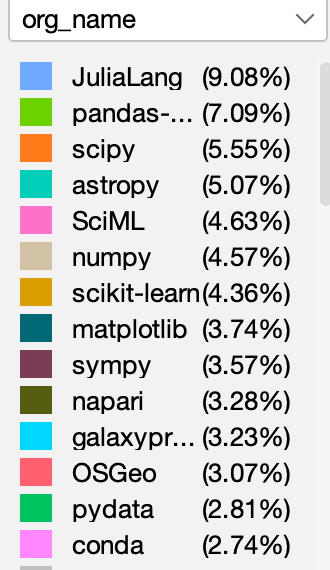 org_name
JuliaLang (9.08%)
pandas-... (7.09%)
scipy (5.55%)
astropy (5.07%)
SciML (4.63%)
numpy (4.57%)
scikit-learn(4.36%)
matplotlib (3.74%)
sympy (3.57%)
napari (3.28%)
galaxypr... (3.23%)
OSGeo (3.07%)
pydata (2.81%)
conda (2.74%)